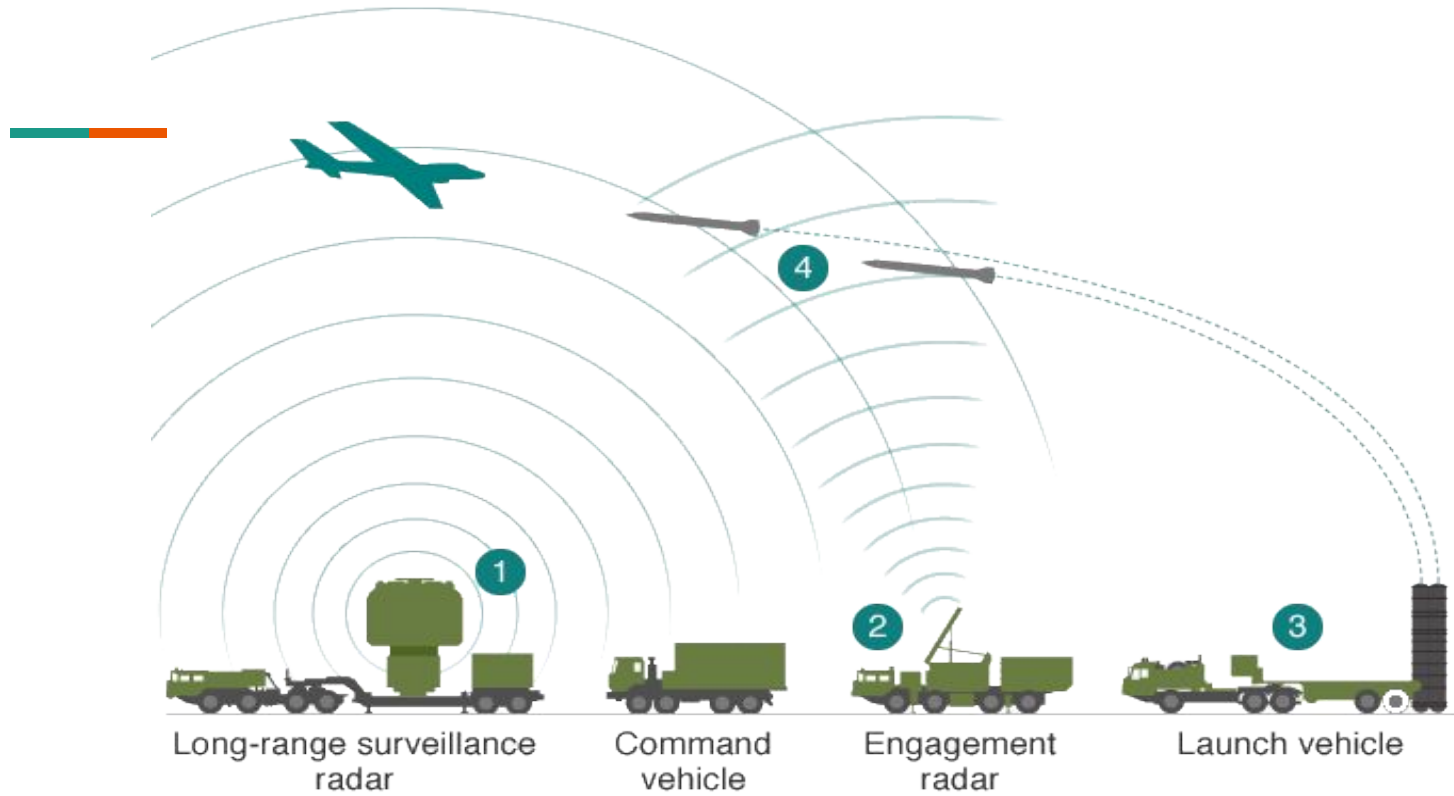 1
2
3
4
Long-range surveillance
radar
Command
vehicle
Engagement
radar
Launch vehicle